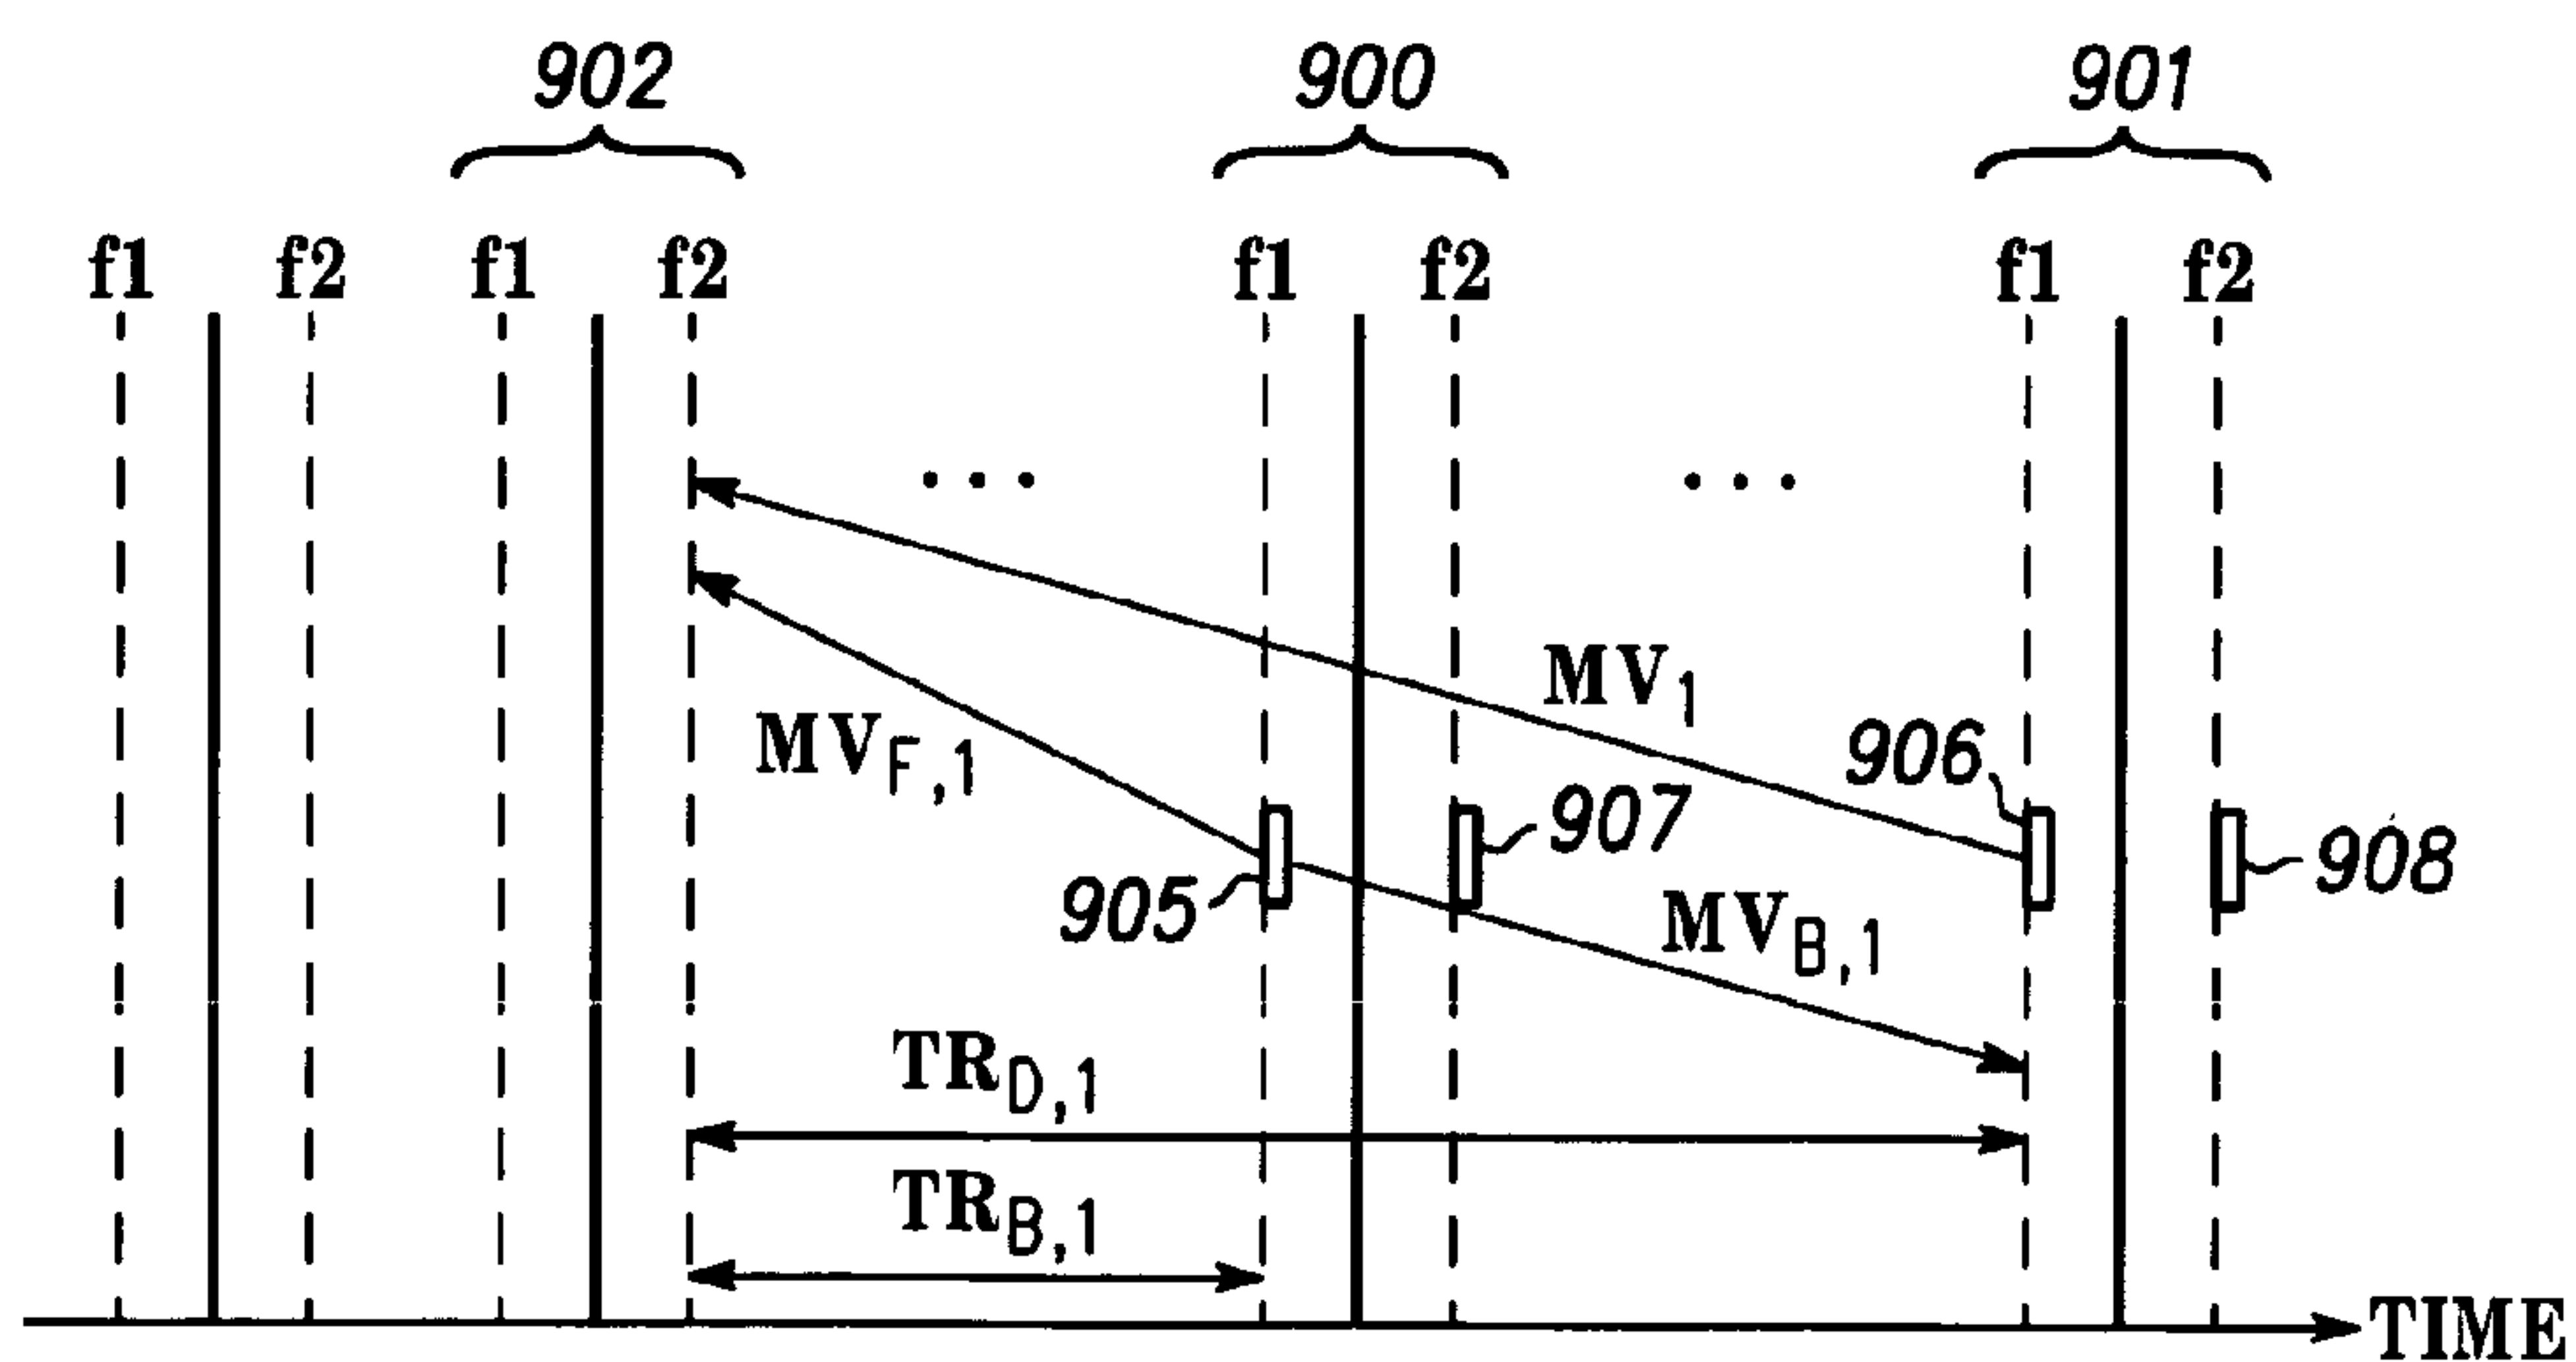 902 900 901
f1 f2 f1 f2 f1 f2 f1 f2
... ...
MV1
MVF,1 906
907
905 908
MVB,1
TRD,1
TRB,1
TIME